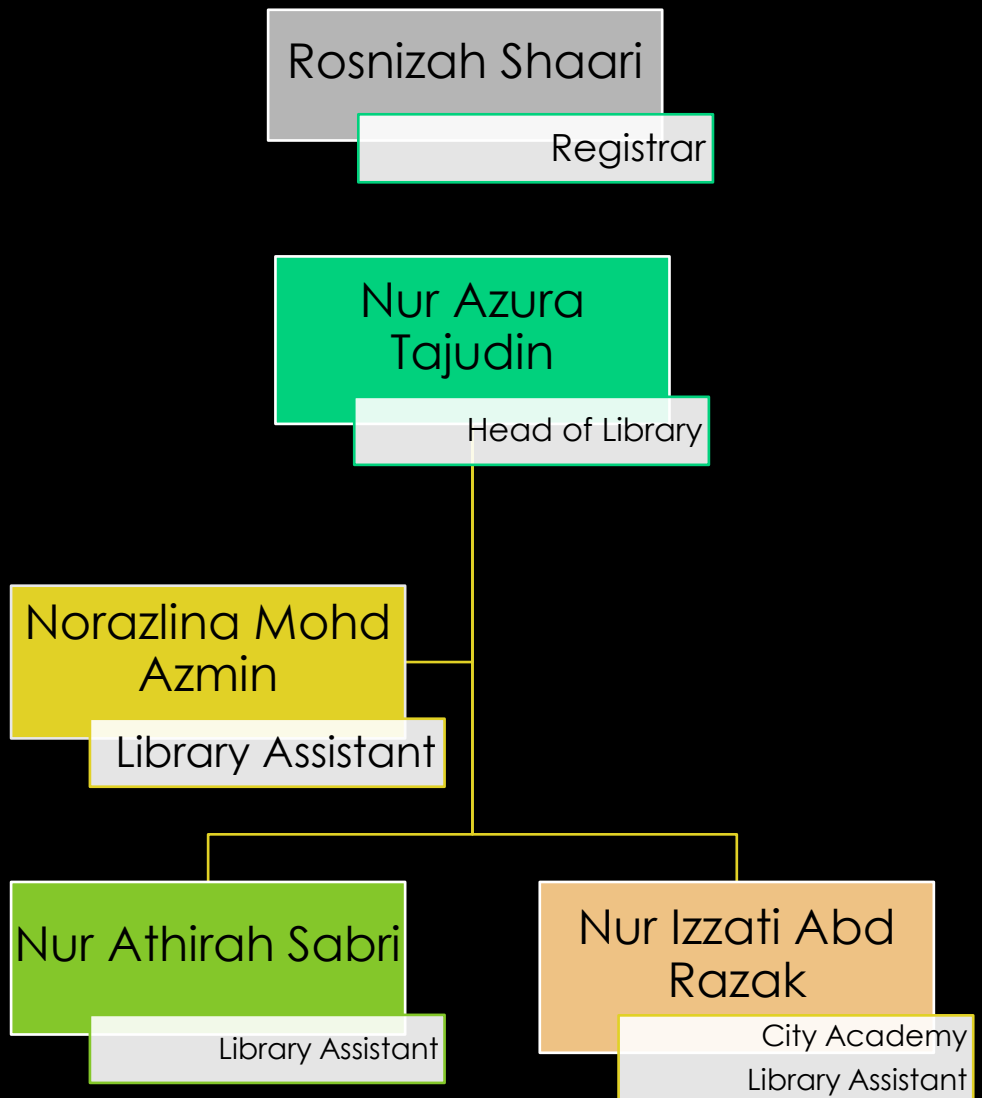 Rosnizah Shaari
Registrar
Nur Azura
Tajudin
Head of Library
Norazlina Mohd
Azmin
Library Assistant
Nur Athirah Sabri
Library Assistant
Nur Izzati Abd
Razak
City Academy
Library Assistant